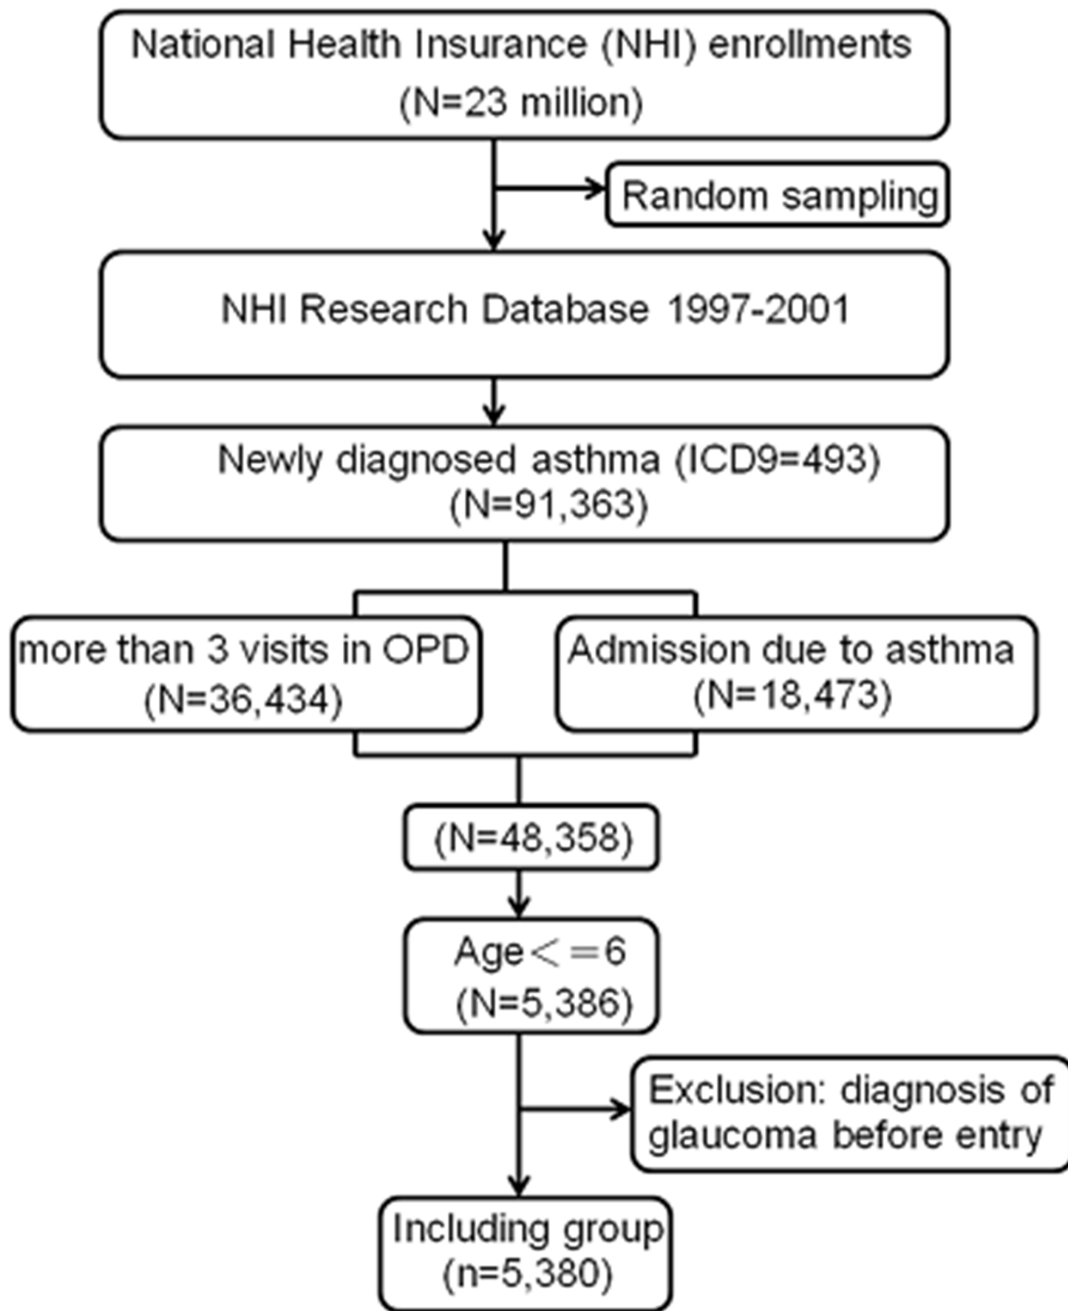 National Health Insurance (NHI) enrollments
(N=23 million)
Random sampling
NHI Research Database 1997-2001
Newly diagnosed asthma (ICD9=493)
(N=91,363)
more than 3 visits in OPD
(N=36,434)
Admission due to asthma
(N=18,473)
(N=48,358)
Age<=6
(N=5,386)
Exclusion: diagnosis of
glaucoma before entry
Including group
(n=5,380)